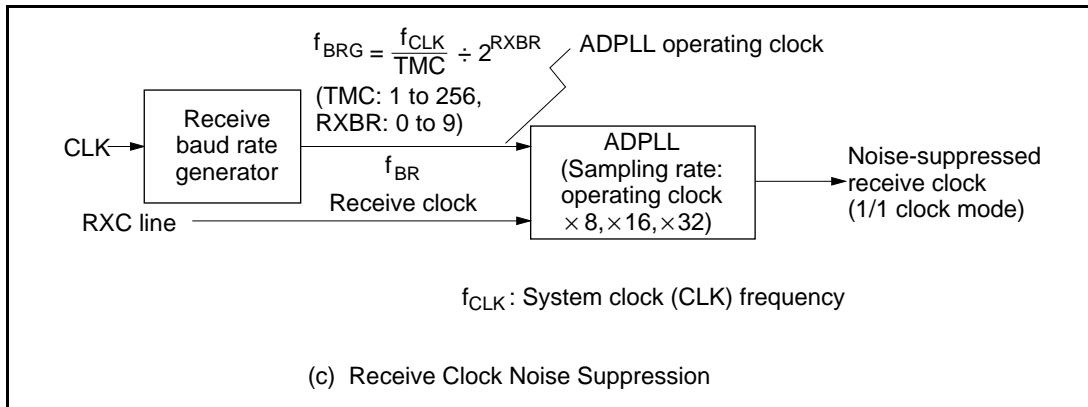 f_BRG = f_CLK / TMC ÷ 2^RXBR
ADPLL operating clock
(TMC: 1 to 256,
RXBR: 0 to 9)
CLK
Receive
baud rate
generator
f_BR
Receive clock
RXC line
ADPLL
(Sampling rate:
operating clock
× 8, ×16, ×32)
Noise-suppressed
receive clock
(1/1 clock mode)
f_CLK : System clock (CLK) frequency
(c) Receive Clock Noise Suppression